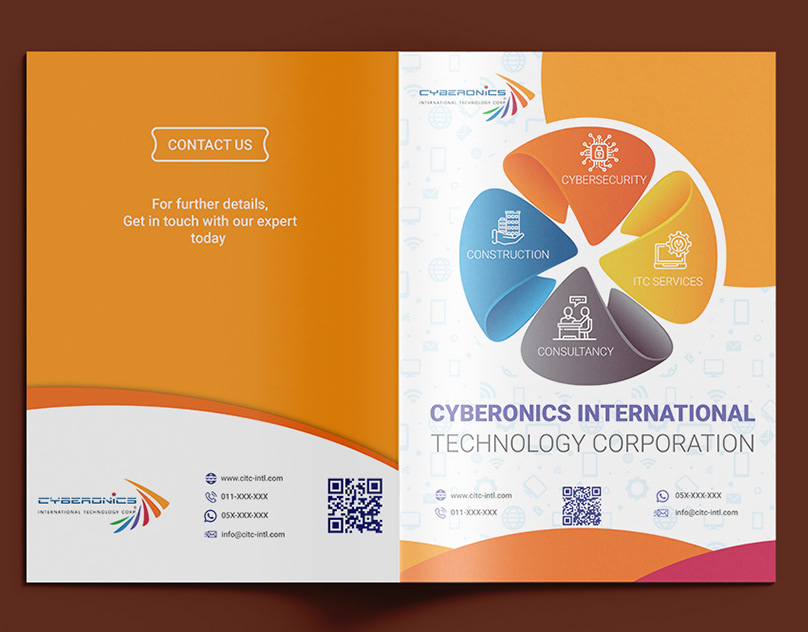 CONTACT US
For further details,
Get in touch with our expert
today
CYBERONICS
INTERNATIONAL TECHNOLOGY CORP.
www.citc-intl.com
011-XXX-XXX
05X-XXX-XXX
info@citc-intl.com
CYBERONICS
INTERNATIONAL TECHNOLOGY CORP.
CYBERSECURITY
CONSTRUCTION
ITC SERVICES
CONSULTANCY
CYBERONICS INTERNATIONAL
TECHNOLOGY CORPORATION
www.citc-intl.com
011-XXX-XXX
05X-XXX-XXX
info@citc-intl.com